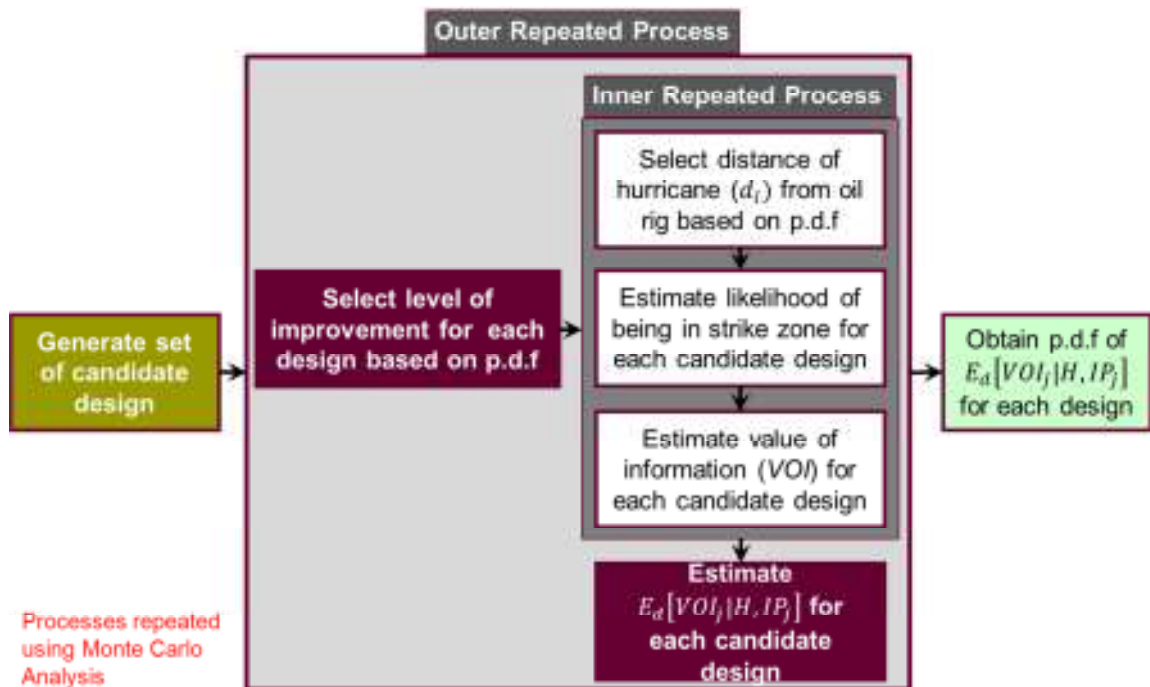 Outer Repeated Process
Inner Repeated Process
Select distance of
hurricane (dᵢ) from oil
rig based on p.d.f
Select level of
improvement for each
design based on p.d.f
Estimate likelihood of
being in strike zone for
each candidate design
Generate set
of candidate
design
Obtain p.d.f of
E_d[VOI_j|H, IP_j]
for each design
Estimate value of
information (VOI) for
each candidate design
Estimate
E_d[VOI_j|H, IP_j] for
each candidate
design
Processes repeated
using Monte Carlo
Analysis